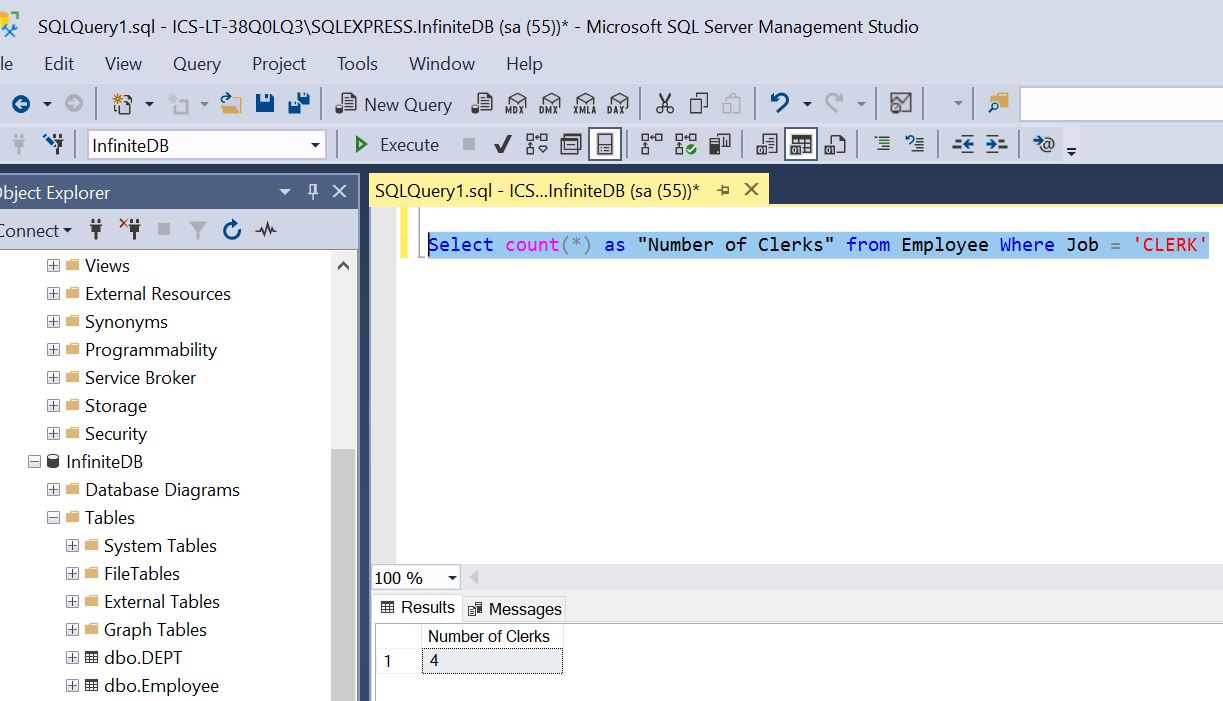 SQLQuery1.sql - ICS-LT-38Q0LQ3\SQLEXPRESS.InfiniteDB (sa (55))* - Microsoft SQL Server Management Studio
le Edit View Query Project Tools Window Help
New Query MDX DMX XMLA DAX
InfiniteDB Execute
bject Explorer
SQLQuery1.sql - ICS...InfiniteDB (sa (55))*
onnect
Select count(*) as "Number of Clerks" from Employee Where Job = 'CLERK'
Views
External Resources
Synonyms
Programmability
Service Broker
Storage
Security
InfiniteDB
Database Diagrams
Tables
System Tables
FileTables
External Tables
Graph Tables
dbo.DEPT
dbo.Employee
100 %
Results Messages
Number of Clerks
1 4